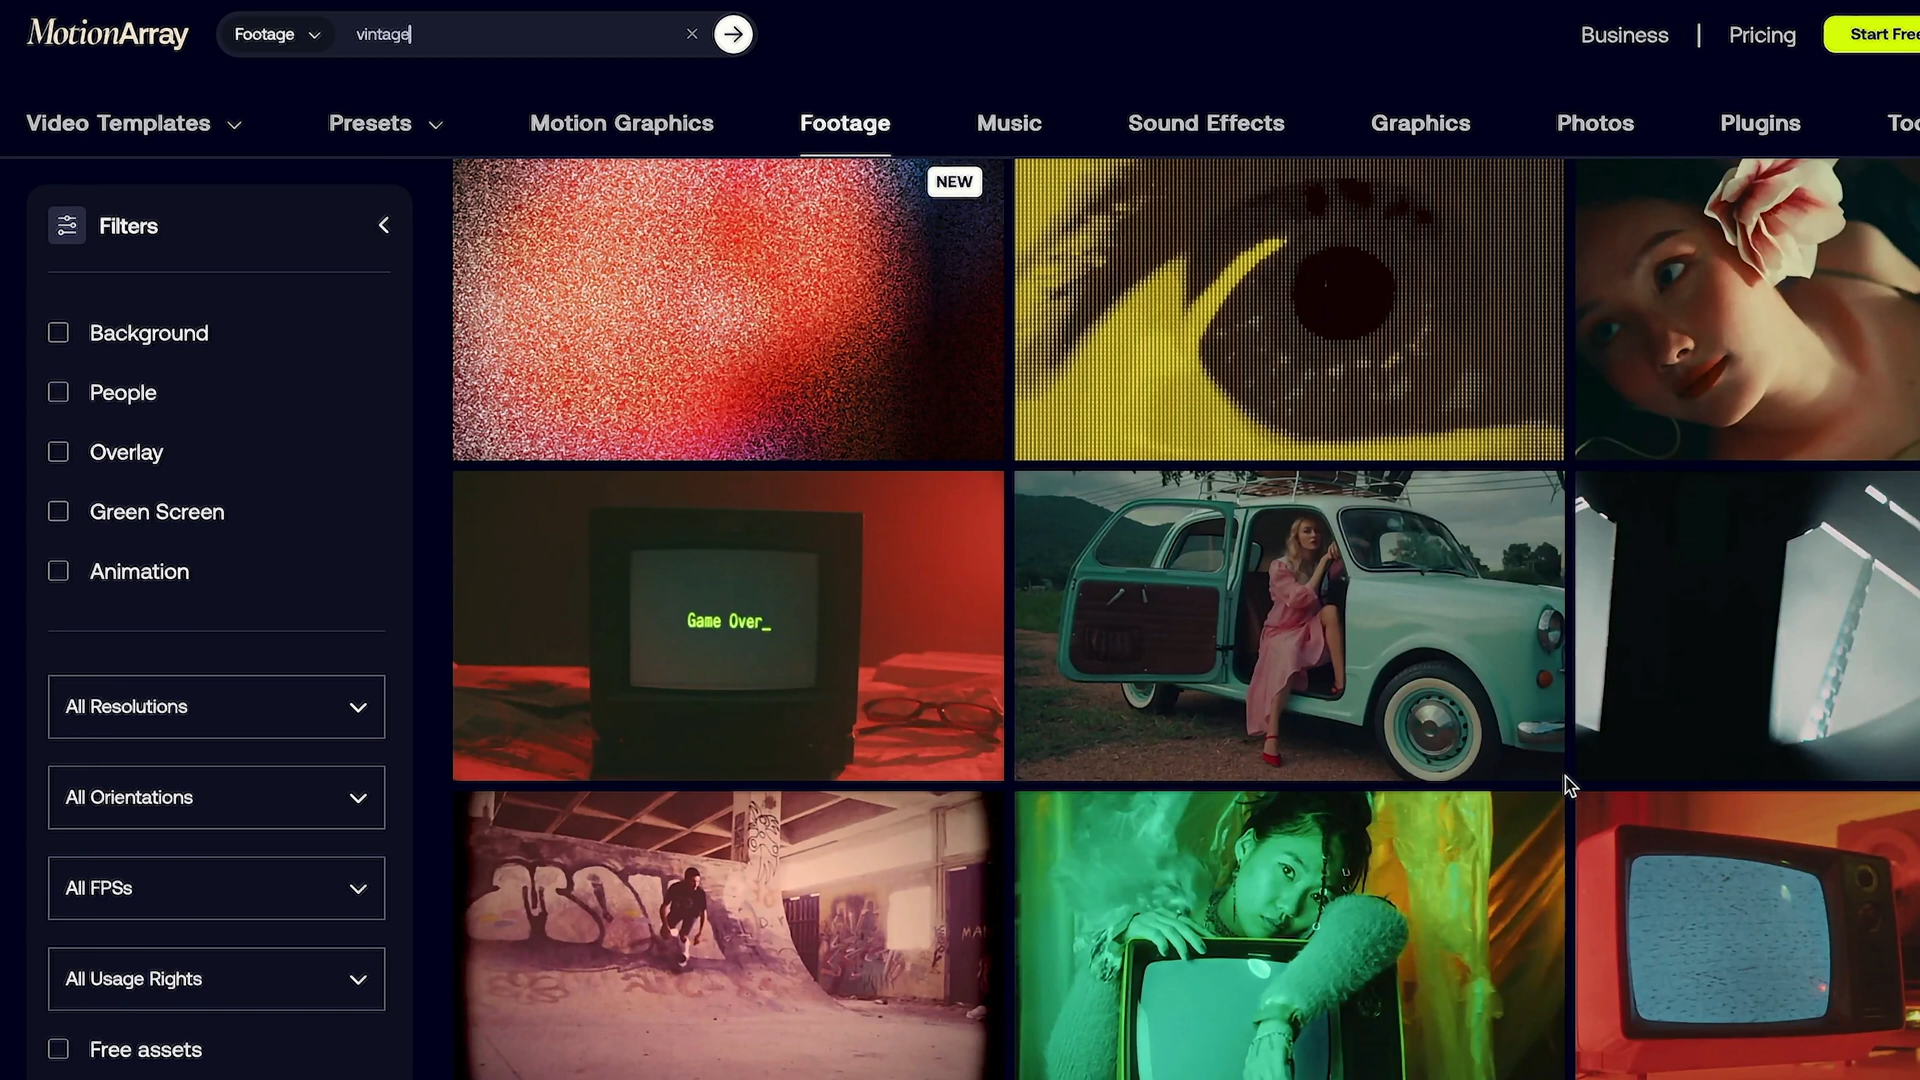 MotionArray
Footage
vintage
Business
Pricing
Start Free
Video Templates
Presets
Motion Graphics
Footage
Music
Sound Effects
Graphics
Photos
Plugins
Filters
NEW
Background
People
Overlay
Green Screen
Animation
Game Over_
All Resolutions
All Orientations
All FPSs
All Usage Rights
Free assets